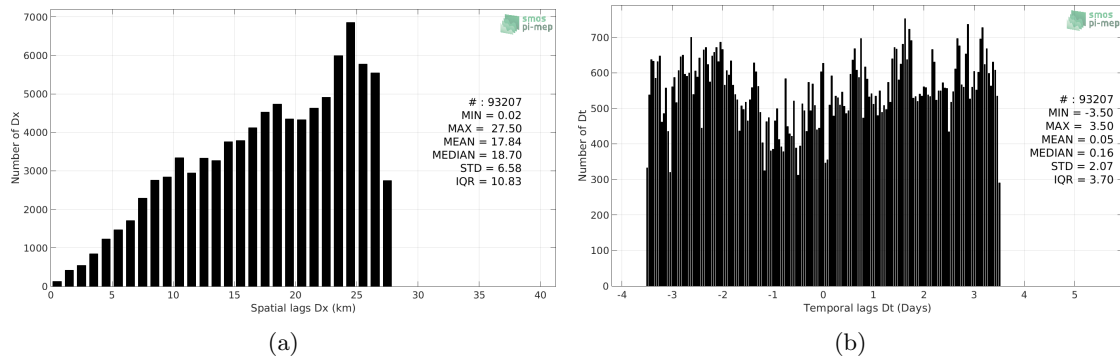 7000
6000
5000
4000
3000
2000
1000
0
Number of Dx
smos
pi-mep
# : 93207
MIN = 0.02
MAX = 27.50
MEAN = 17.84
MEDIAN = 18.70
STD = 6.58
IQR = 10.83
0 5 10 15 20 25 30 35 40
Spatial lags Dx (km)
(a)
700
600
500
400
300
200
100
0
Number of Dt
smos
pi-mep
# : 93207
MIN = -3.50
MAX = 3.50
MEAN = 0.05
MEDIAN = 0.16
STD = 2.07
IQR = 3.70
-4 -3 -2 -1 0 1 2 3 4 5
Temporal lags Dt (Days)
(b)